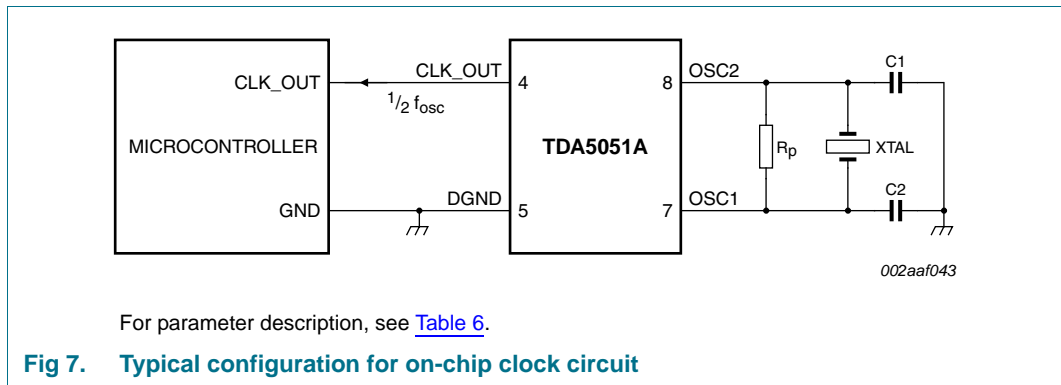 C1
CLK_OUT CLK_OUT 4 8 OSC2
1/2 fosc
MICROCONTROLLER TDA5051A Rp XTAL
C2
GND DGND 5 7 OSC1
002aaf043
For parameter description, see Table 6.
Fig 7. Typical configuration for on-chip clock circuit